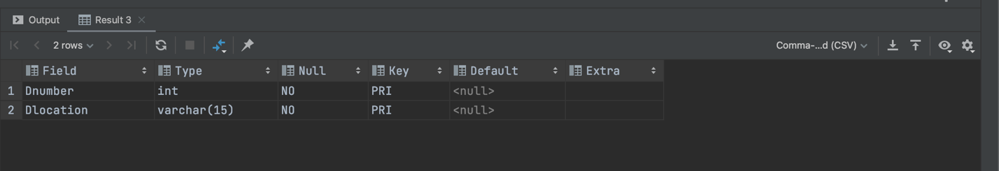 Output Result 3
2 rows Comma-...d (CSV)
Field Type Null Key Default Extra
1 Dnumber int NO PRI <null>
2 Dlocation varchar(15) NO PRI <null>